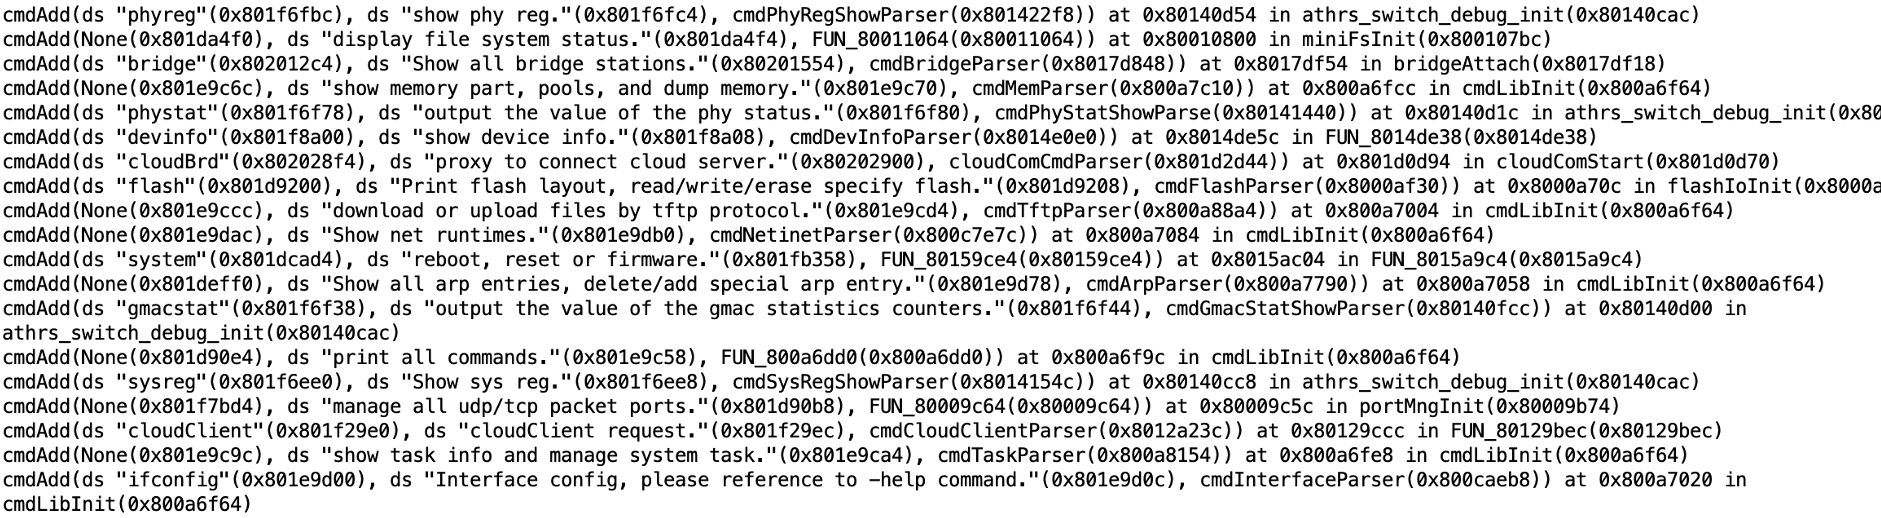 cmdAdd(ds "phyreg"(0x801f6fbc), ds "show phy reg."(0x801f6fc4), cmdPhyRegShowParser(0x801422f8)) at 0x80140d54 in athrs_switch_debug_init(0x80140cac)
cmdAdd(None(0x801da4f0), ds "display file system status."(0x801da4f4), FUN_80011064(0x80011064)) at 0x80010800 in miniFsInit(0x800107bc)
cmdAdd(ds "bridge"(0x802012c4), ds "Show all bridge stations."(0x80201554), cmdBridgeParser(0x8017d848)) at 0x8017df54 in bridgeAttach(0x8017df18)
cmdAdd(None(0x801e9c6c), ds "show memory part, pools, and dump memory."(0x801e9c70), cmdMemParser(0x800a7c10)) at 0x800a6fcc in cmdLibInit(0x800a6f64)
cmdAdd(ds "phystat"(0x801f6f78), ds "output the value of the phy status."(0x801f6f80), cmdPhyStatShowParse(0x80141440)) at 0x80140d1c in athrs_switch_debug_init(0x80
cmdAdd(ds "devinfo"(0x801f8a00), ds "show device info."(0x801f8a08), cmdDevInfoParser(0x8014e0e0)) at 0x8014de5c in FUN_8014de38(0x8014de38)
cmdAdd(ds "cloudBrd"(0x802028f4), ds "proxy to connect cloud server."(0x80202900), cloudComCmdParser(0x801d2d44)) at 0x801d0d94 in cloudComStart(0x801d0d70)
cmdAdd(ds "flash"(0x801d9200), ds "Print flash layout, read/write/erase specify flash."(0x801d9208), cmdFlashParser(0x8000af30)) at 0x8000a70c in flashIoInit(0x8000a
cmdAdd(None(0x801e9ccc), ds "download or upload files by tftp protocol."(0x801e9cd4), cmdTftpParser(0x800a88a4)) at 0x800a7004 in cmdLibInit(0x800a6f64)
cmdAdd(None(0x801e9dac), ds "Show net runtimes."(0x801e9db0), cmdNetinetParser(0x800c7e7c)) at 0x800a7084 in cmdLibInit(0x800a6f64)
cmdAdd(ds "system"(0x801dcad4), ds "reboot, reset or firmware."(0x801fb358), FUN_80159ce4(0x80159ce4)) at 0x8015ac04 in FUN_8015a9c4(0x8015a9c4)
cmdAdd(None(0x801deff0), ds "Show all arp entries, delete/add special arp entry."(0x801e9d78), cmdArpParser(0x800a7790)) at 0x800a7058 in cmdLibInit(0x800a6f64)
cmdAdd(ds "gmacstat"(0x801f6f38), ds "output the value of the gmac statistics counters."(0x801f6f44), cmdGmacStatShowParser(0x80140fcc)) at 0x80140d00 in
athrs_switch_debug_init(0x80140cac)
cmdAdd(None(0x801d90e4), ds "print all commands."(0x801e9c58), FUN_800a6dd0(0x800a6dd0)) at 0x800a6f9c in cmdLibInit(0x800a6f64)
cmdAdd(ds "sysreg"(0x801f6ee0), ds "Show sys reg."(0x801f6ee8), cmdSysRegShowParser(0x8014154c)) at 0x80140cc8 in athrs_switch_debug_init(0x80140cac)
cmdAdd(None(0x801f7bd4), ds "manage all udp/tcp packet ports."(0x801d90b8), FUN_80009c64(0x80009c64)) at 0x80009c5c in portMngInit(0x80009b74)
cmdAdd(ds "cloudClient"(0x801f29e0), ds "cloudClient request."(0x801f29ec), cmdCloudClientParser(0x8012a23c)) at 0x80129ccc in FUN_80129bec(0x80129bec)
cmdAdd(None(0x801e9c9c), ds "show task info and manage system task."(0x801e9ca4), cmdTaskParser(0x800a8154)) at 0x800a6fe8 in cmdLibInit(0x800a6f64)
cmdAdd(ds "ifconfig"(0x801e9d00), ds "Interface config, please reference to -help command."(0x801e9d0c), cmdInterfaceParser(0x800caeb8)) at 0x800a7020 in
cmdLibInit(0x800a6f64)